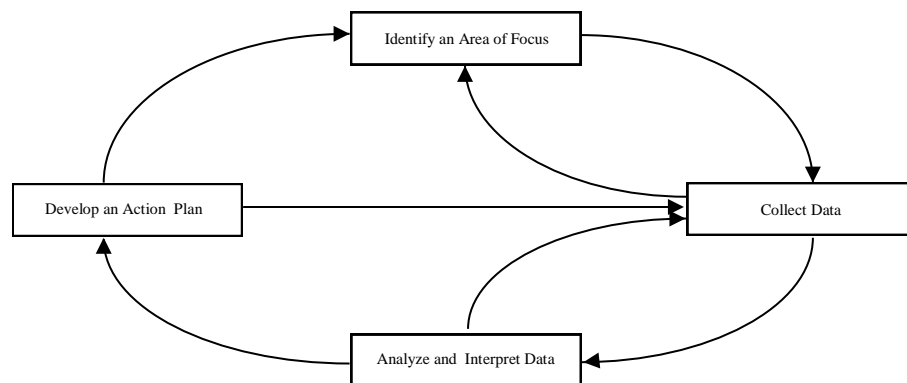 Identify an Area of Focus
Develop an Action Plan
Collect Data
Analyze and Interpret Data